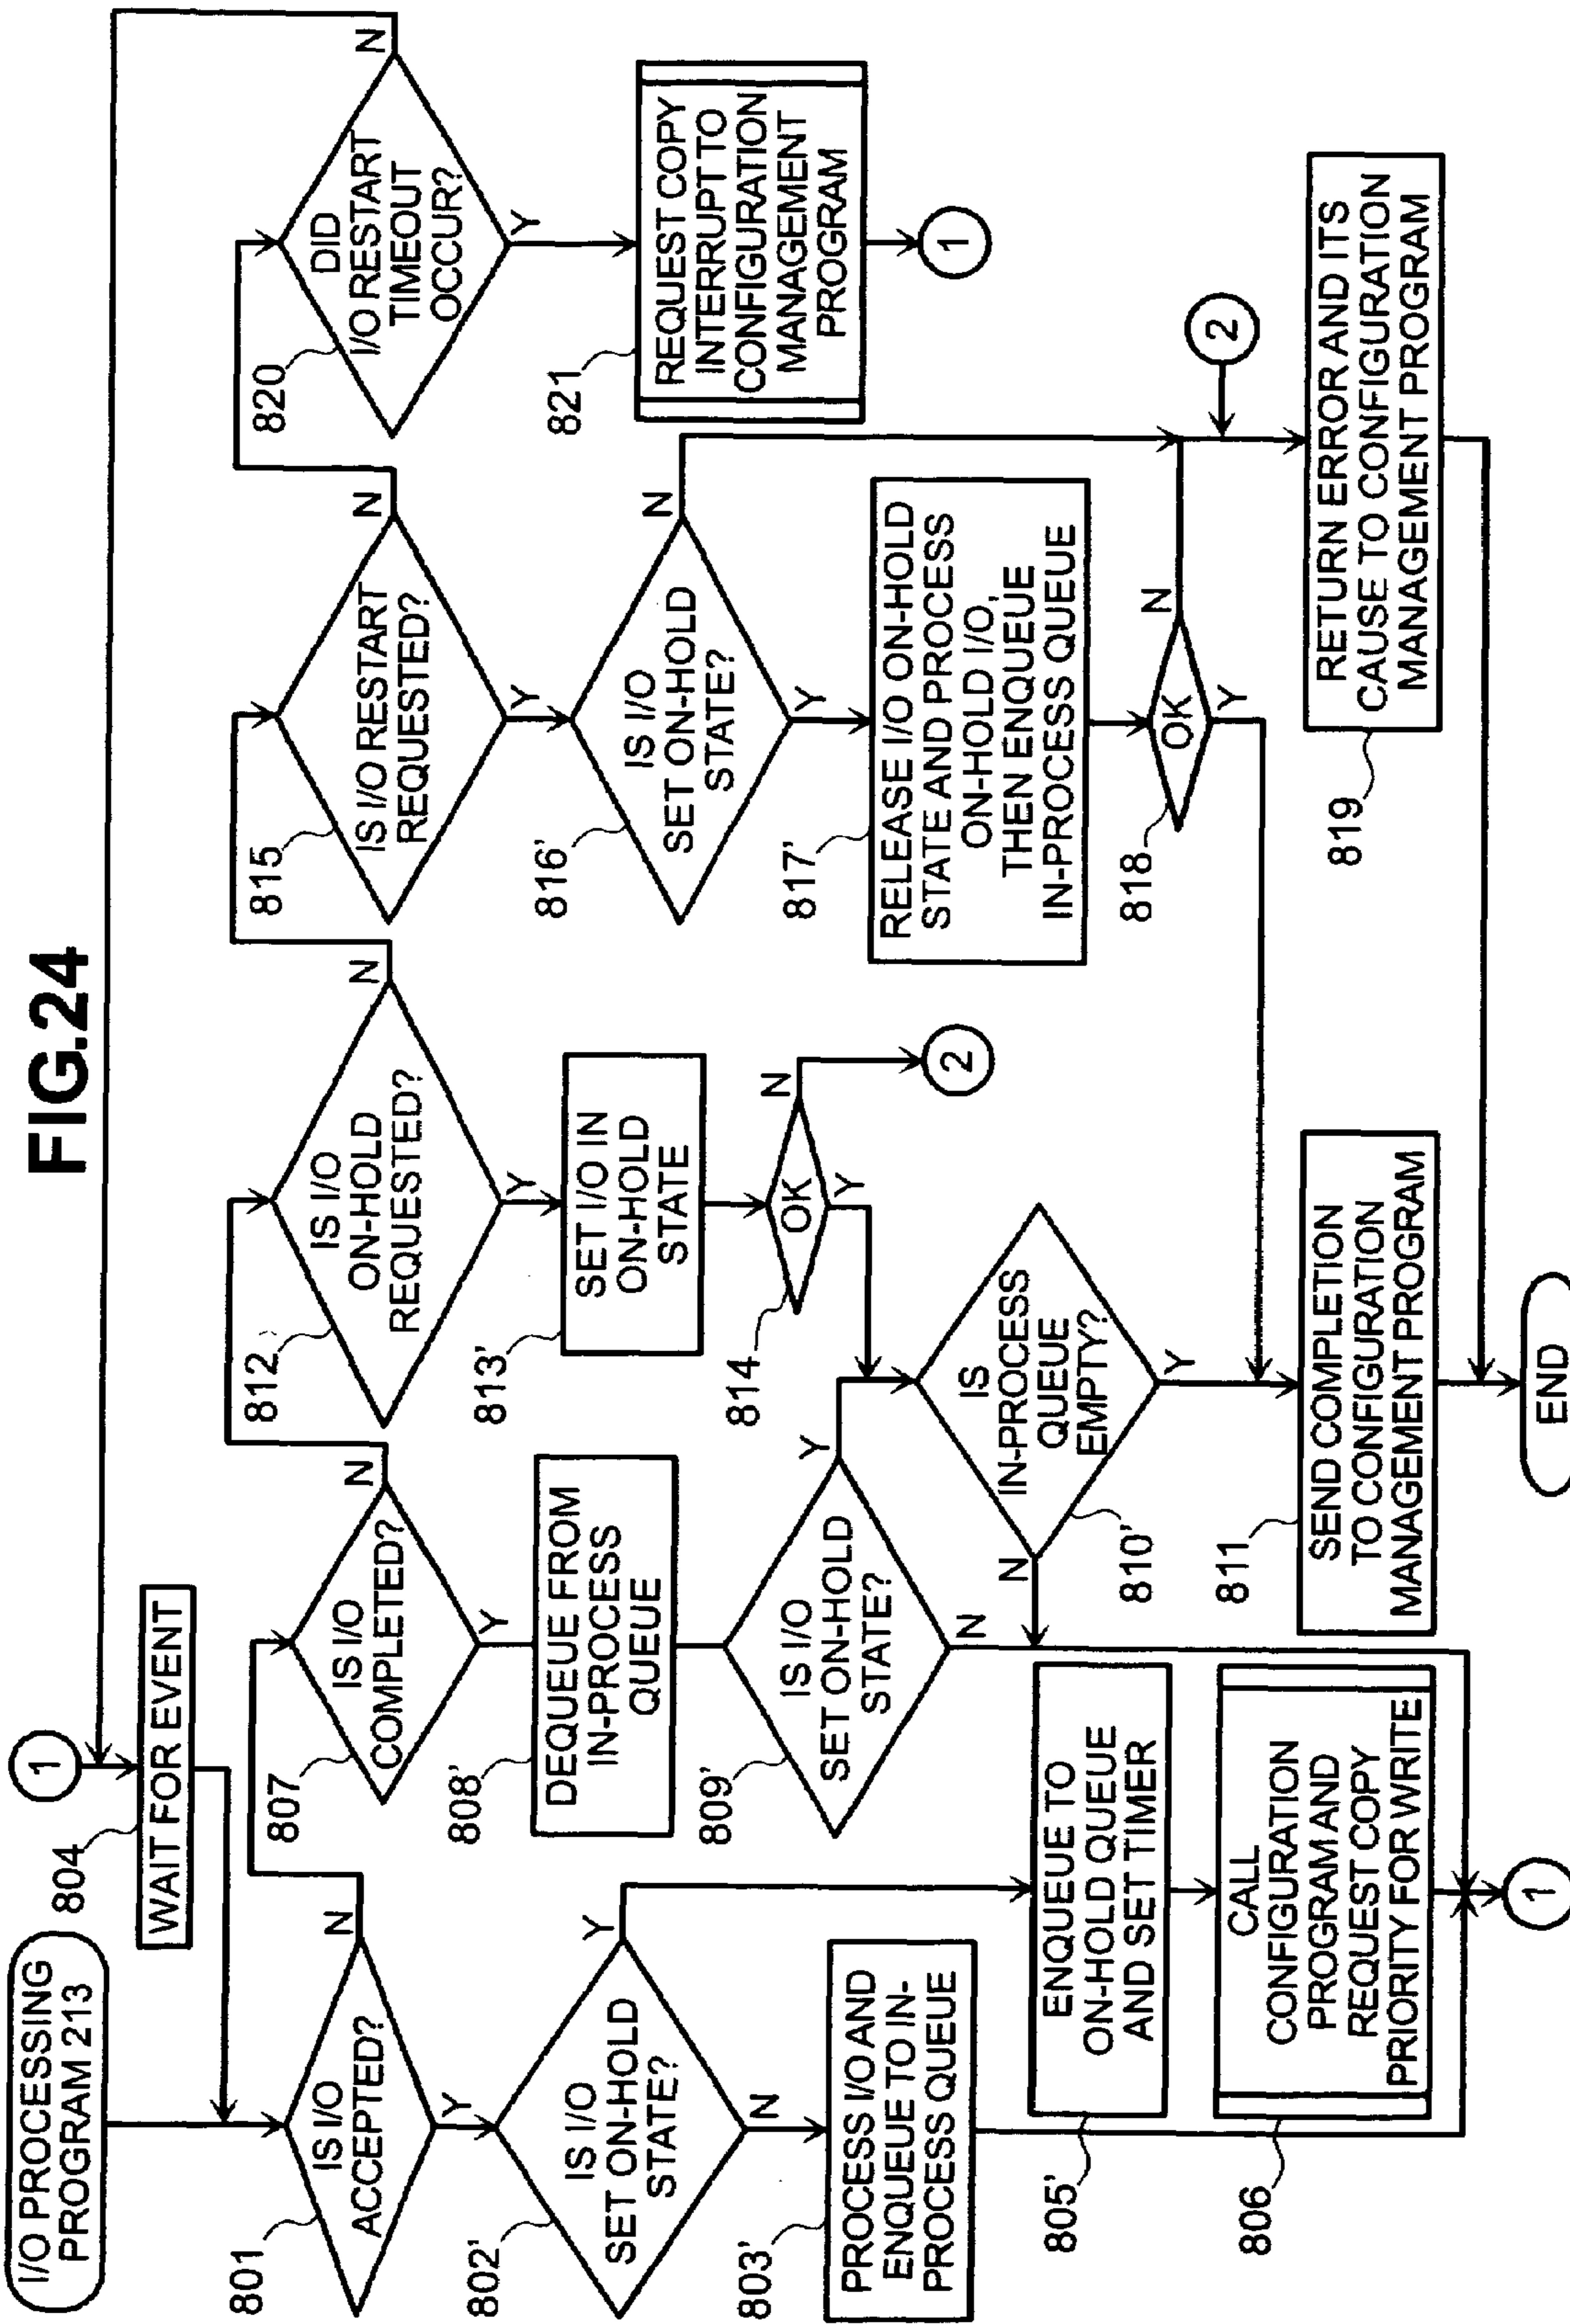 FIG.24
I/O PROCESSING
PROGRAM 213
1
804
WAIT FOR EVENT
801
IS I/O
ACCEPTED?
N
Y
802'
IS I/O
SET ON-HOLD
STATE?
Y
N
803'
PROCESS I/O AND
ENQUEUE TO IN-
PROCESS QUEUE
805'
ENQUEUE TO
ON-HOLD QUEUE
AND SET TIMER
806
CALL
CONFIGURATION
PROGRAM AND
REQUEST COPY
PRIORITY FOR WRITE
1
807
IS I/O
COMPLETED?
N
Y
808'
DEQUEUE FROM
IN-PROCESS
QUEUE
809'
IS I/O
SET ON-HOLD
STATE?
Y
N
812
IS I/O
ON-HOLD
REQUESTED?
N
Y
813'
SET I/O IN
ON-HOLD
STATE
814
OK
N
Y
2
810'
IS
IN-PROCESS
QUEUE
EMPTY?
N
Y
811
SEND COMPLETION
TO CONFIGURATION
MANAGEMENT PROGRAM
END
815
IS I/O RESTART
REQUESTED?
N
Y
816'
IS I/O
SET ON-HOLD
STATE?
N
Y
817'
RELEASE I/O ON-HOLD
STATE AND PROCESS
ON-HOLD I/O,
THEN ENQUEUE
IN-PROCESS QUEUE
818
OK
N
Y
820
DID
I/O RESTART
TIMEOUT
OCCUR?
N
Y
821
REQUEST COPY
INTERRUPT TO
CONFIGURATION
MANAGEMENT
PROGRAM
1
2
819
RETURN ERROR AND ITS
CAUSE TO CONFIGURATION
MANAGEMENT PROGRAM